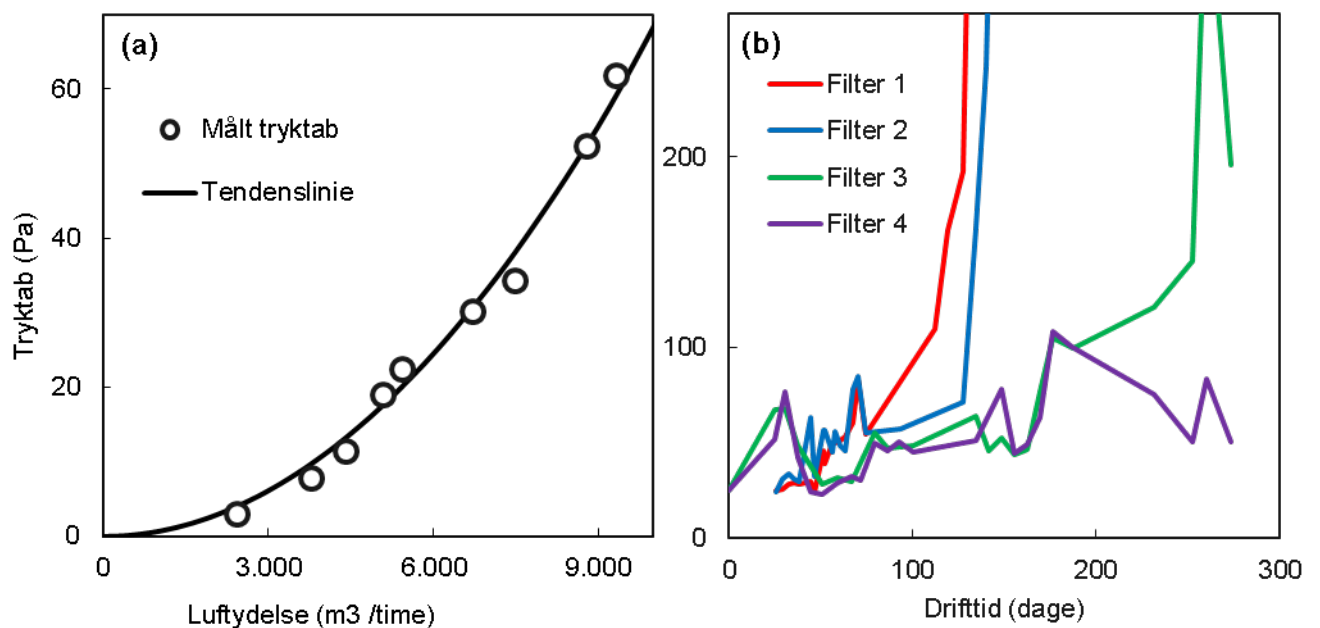 (a)
Målt tryktab
Tendenslinie
60
40
20
0
0
3.000
6.000
9.000
Tryktab (Pa)
Luftydelse (m3 /time)
(b)
Filter 1
Filter 2
Filter 3
Filter 4
200
100
0
0
100
200
300
Drifttid (dage)